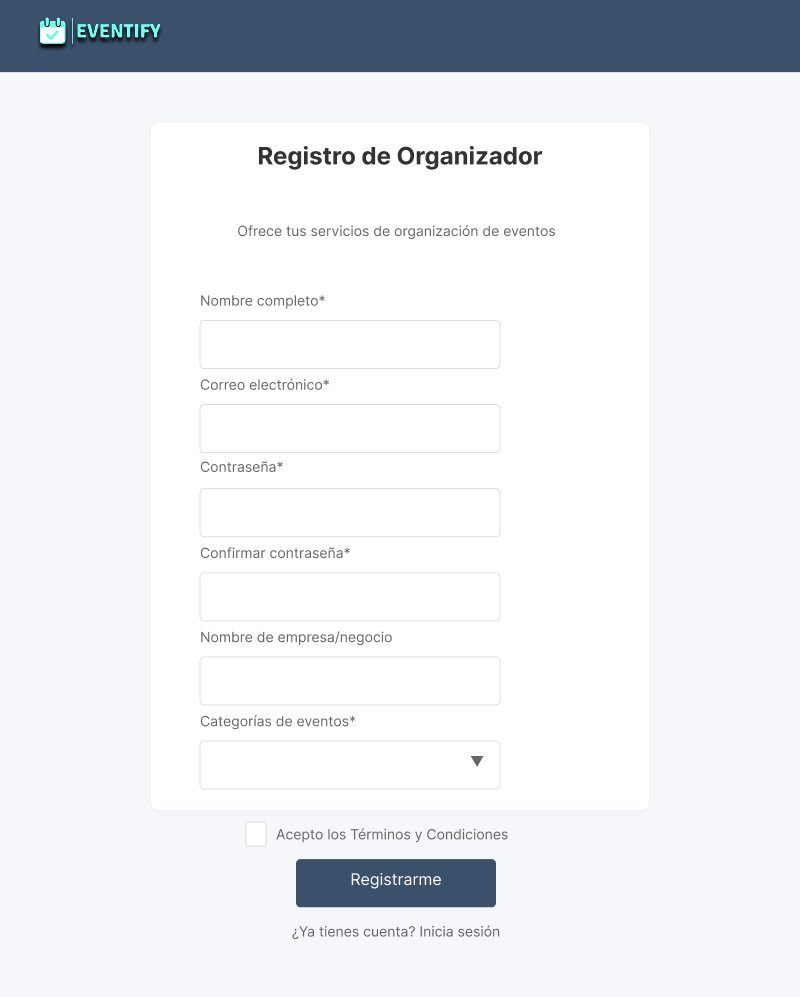 EVENTIFY
Registro de Organizador
Ofrece tus servicios de organización de eventos
Nombre completo*
Correo electrónico*
Contraseña*
Confirmar contraseña*
Nombre de empresa/negocio
Categorías de eventos*
Acepto los Términos y Condiciones
Registrarme
¿Ya tienes cuenta? Inicia sesión